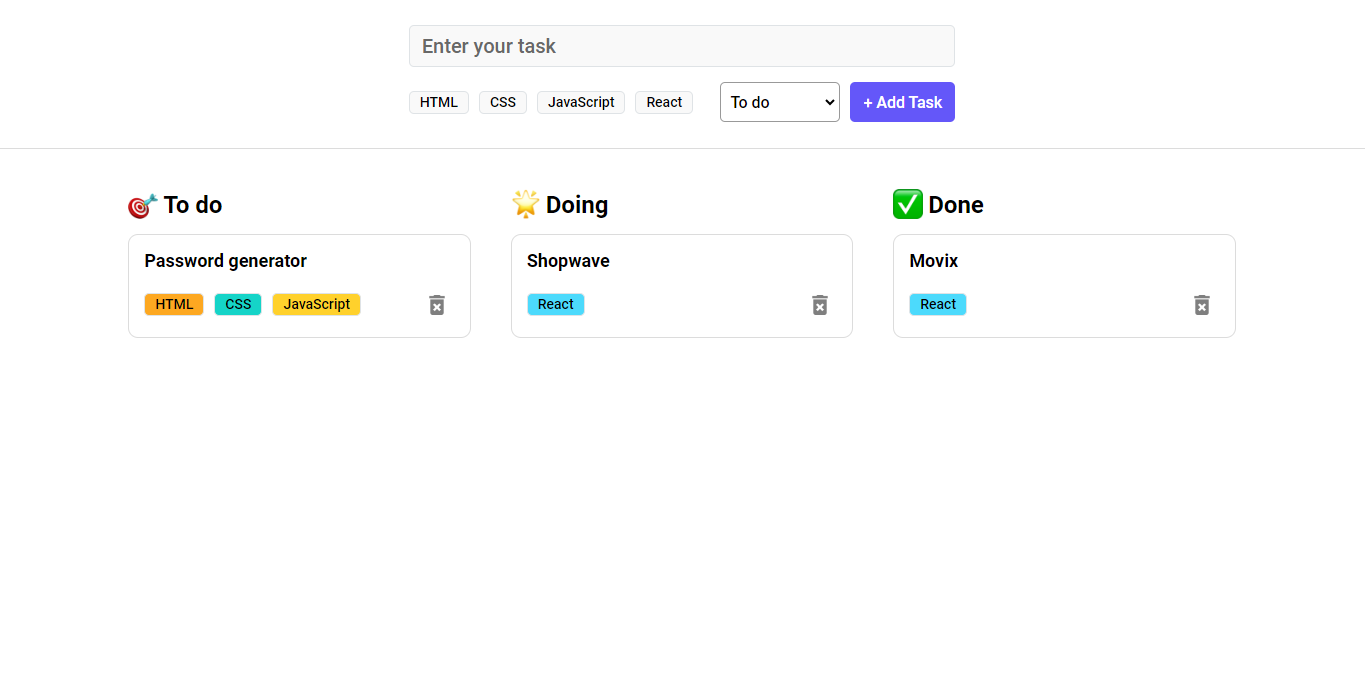 Enter your task
HTML CSS JavaScript React To do + Add Task
To do
Password generator
HTML CSS JavaScript
Doing
Shopwave
React
Done
Movix
React